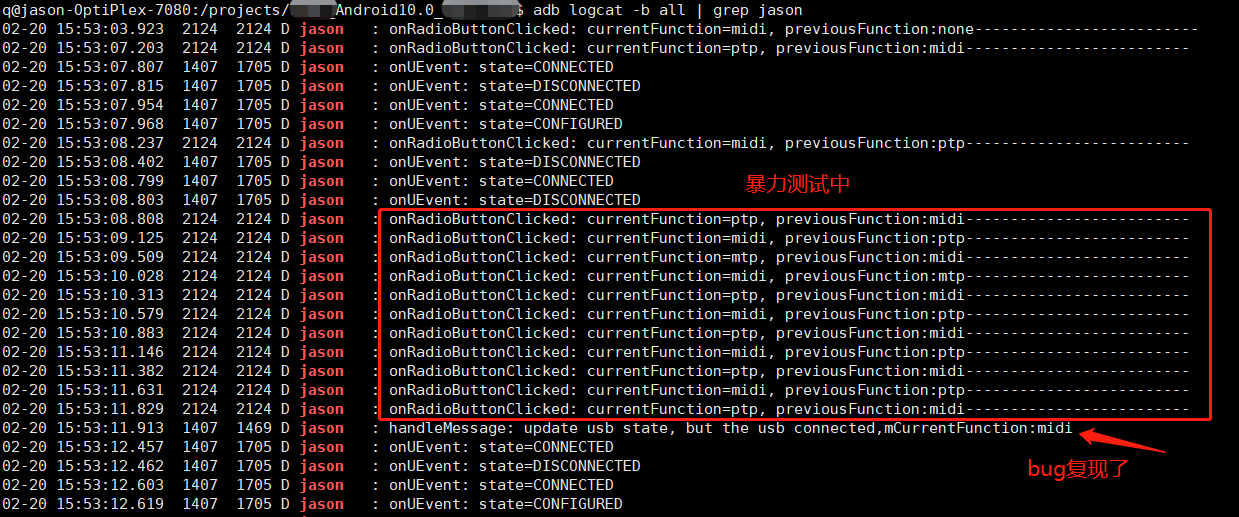 q@jason-OptiPlex-7080:/projects/ _Android10.0_ $ adb logcat -b all | grep jason
02-20 15:53:03.923  2124  2124 D jason   : onRadioButtonClicked: currentFunction=midi, previousFunction:none-------------------------
02-20 15:53:07.203  2124  2124 D jason   : onRadioButtonClicked: currentFunction=ptp, previousFunction:midi-------------------------
02-20 15:53:07.807  1407  1705 D jason   : onUEvent: state=CONNECTED
02-20 15:53:07.815  1407  1705 D jason   : onUEvent: state=DISCONNECTED
02-20 15:53:07.954  1407  1705 D jason   : onUEvent: state=CONNECTED
02-20 15:53:07.968  1407  1705 D jason   : onUEvent: state=CONFIGURED
02-20 15:53:08.237  2124  2124 D jason   : onRadioButtonClicked: currentFunction=midi, previousFunction:ptp-------------------------
02-20 15:53:08.402  1407  1705 D jason   : onUEvent: state=DISCONNECTED
02-20 15:53:08.799  1407  1705 D jason   : onUEvent: state=CONNECTED
02-20 15:53:08.803  1407  1705 D jason   : onUEvent: state=DISCONNECTED
暴力测试中
02-20 15:53:08.808  2124  2124 D jason   : onRadioButtonClicked: currentFunction=ptp, previousFunction:midi-------------------------
02-20 15:53:09.125  2124  2124 D jason   : onRadioButtonClicked: currentFunction=midi, previousFunction:ptp-------------------------
02-20 15:53:09.509  2124  2124 D jason   : onRadioButtonClicked: currentFunction=mtp, previousFunction:midi-------------------------
02-20 15:53:10.028  2124  2124 D jason   : onRadioButtonClicked: currentFunction=midi, previousFunction:mtp-------------------------
02-20 15:53:10.313  2124  2124 D jason   : onRadioButtonClicked: currentFunction=ptp, previousFunction:midi-------------------------
02-20 15:53:10.579  2124  2124 D jason   : onRadioButtonClicked: currentFunction=midi, previousFunction:ptp-------------------------
02-20 15:53:10.883  2124  2124 D jason   : onRadioButtonClicked: currentFunction=ptp, previousFunction:midi-------------------------
02-20 15:53:11.146  2124  2124 D jason   : onRadioButtonClicked: currentFunction=midi, previousFunction:ptp-------------------------
02-20 15:53:11.382  2124  2124 D jason   : onRadioButtonClicked: currentFunction=ptp, previousFunction:midi-------------------------
02-20 15:53:11.631  2124  2124 D jason   : onRadioButtonClicked: currentFunction=midi, previousFunction:ptp-------------------------
02-20 15:53:11.829  2124  2124 D jason   : onRadioButtonClicked: currentFunction=ptp, previousFunction:midi-------------------------
02-20 15:53:11.913  1407  1469 D jason   : handleMessage: update usb state, but the usb connected,mCurrentFunction:midi
02-20 15:53:12.457  1407  1705 D jason   : onUEvent: state=CONNECTED
02-20 15:53:12.462  1407  1705 D jason   : onUEvent: state=DISCONNECTED
bug复现了
02-20 15:53:12.603  1407  1705 D jason   : onUEvent: state=CONNECTED
02-20 15:53:12.619  1407  1705 D jason   : onUEvent: state=CONFIGURED